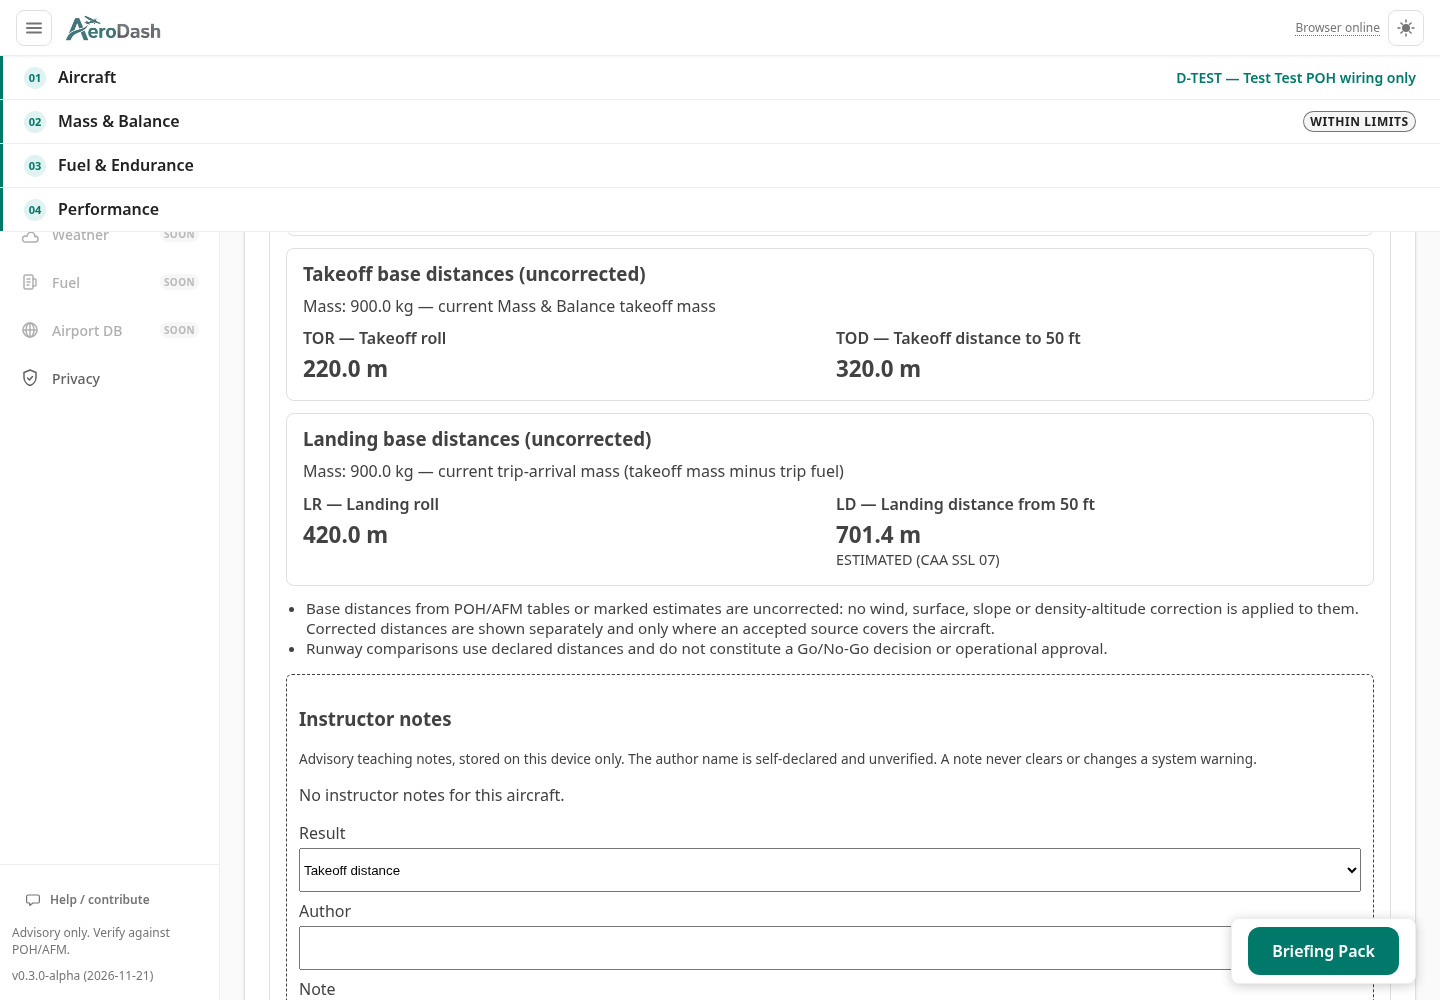 AeroDash
Browser online
01 Aircraft
D-TEST — Test Test POH wiring only
02 Mass & Balance
WITHIN LIMITS
03 Fuel & Endurance
04 Performance
Weather SOON
Fuel SOON
Airport DB SOON
Privacy
Takeoff base distances (uncorrected)
Mass: 900.0 kg — current Mass & Balance takeoff mass
TOR — Takeoff roll
220.0 m
TOD — Takeoff distance to 50 ft
320.0 m
Landing base distances (uncorrected)
Mass: 900.0 kg — current trip-arrival mass (takeoff mass minus trip fuel)
LR — Landing roll
420.0 m
LD — Landing distance from 50 ft
701.4 m
ESTIMATED (CAA SSL 07)
• Base distances from POH/AFM tables or marked estimates are uncorrected: no wind, surface, slope or density-altitude correction is applied to them.
Corrected distances are shown separately and only where an accepted source covers the aircraft.
• Runway comparisons use declared distances and do not constitute a Go/No-Go decision or operational approval.
Instructor notes
Advisory teaching notes, stored on this device only. The author name is self-declared and unverified. A note never clears or changes a system warning.
No instructor notes for this aircraft.
Result
Takeoff distance
Author
Note
Help / contribute
Advisory only. Verify against
POH/AFM.
v0.3.0-alpha (2026-11-21)
Briefing Pack